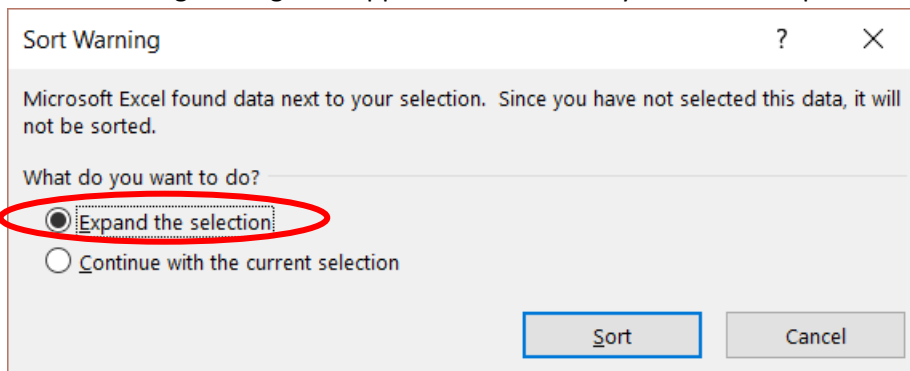 Sort Warning ? ×
Microsoft Excel found data next to your selection. Since you have not selected this data, it will
not be sorted.
What do you want to do?
Expand the selection
Continue with the current selection
Sort Cancel